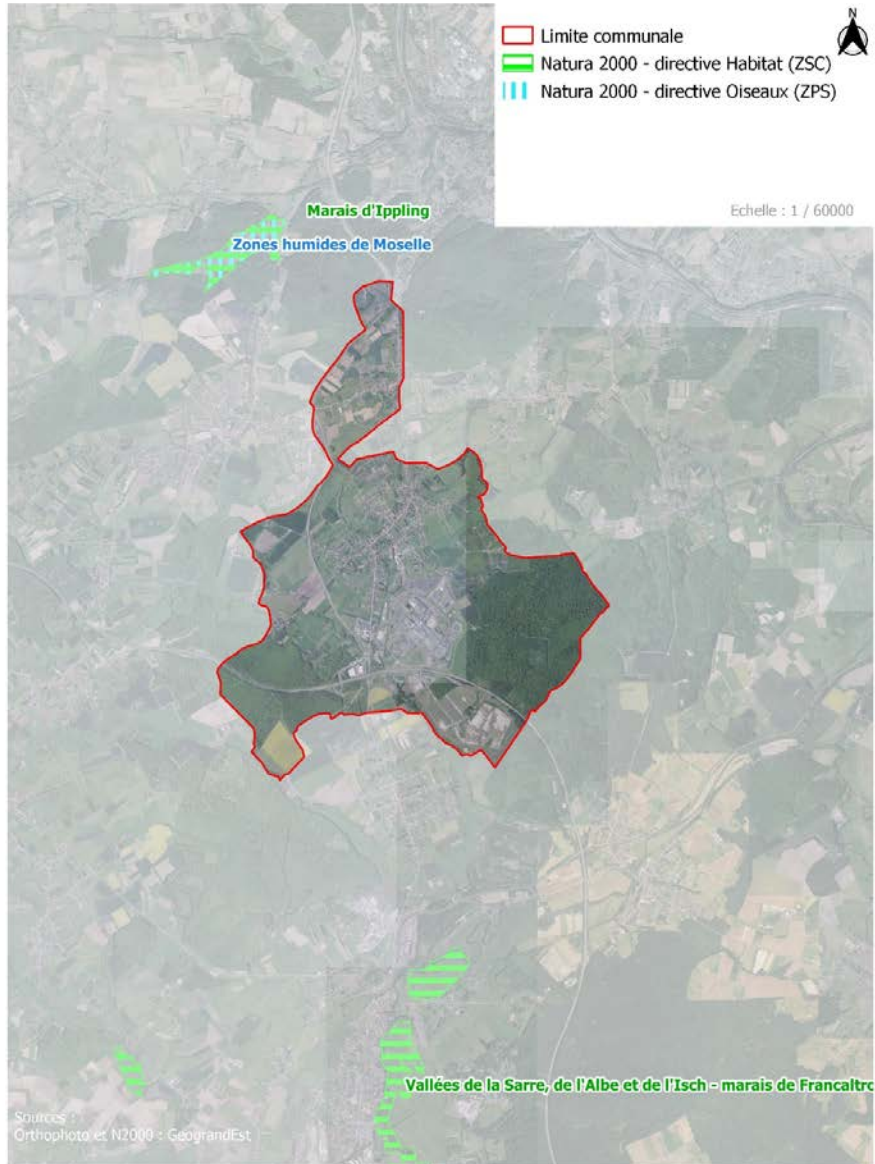 N
Limite communale
Natura 2000 - directive Habitat (ZSC)
Natura 2000 - directive Oiseaux (ZPS)
Echelle : 1 / 60000
Marais d'Ippling
Zones humides de Moselle
Vallées de la Sarre, de l'Albe et de l'Isch - marais de Francaltro
Sources :
Orthophoto et N2000 : GeograndEst